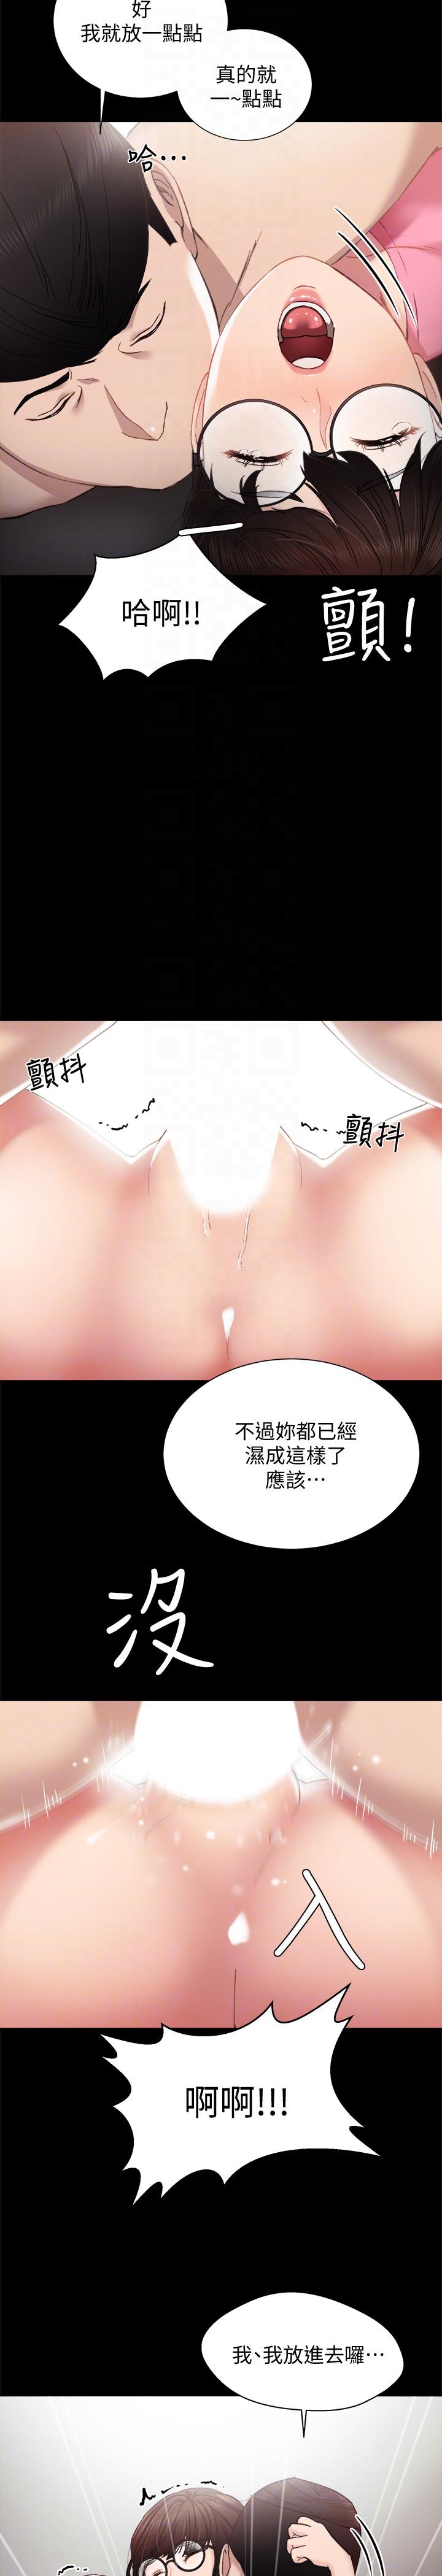 好
我就放一點點
真的就
一~點點
哈…
哈啊!!
顫!
顫抖
顫抖
不過妳都已經
濕成這樣了
應該…
沒
入
啊啊!!!
我、我放進去囉…